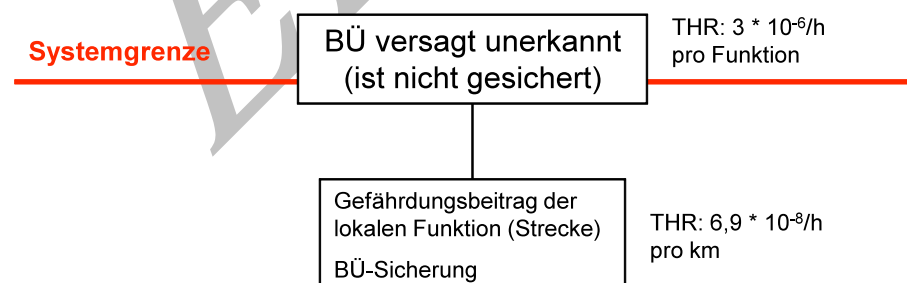 Systemgrenze
BÜ versagt unerkannt
(ist nicht gesichert)
THR: 3 * 10⁻⁶/h
pro Funktion
Gefährdungsbeitrag der
lokalen Funktion (Strecke)
BÜ-Sicherung
THR: 6,9 * 10⁻⁸/h
pro km